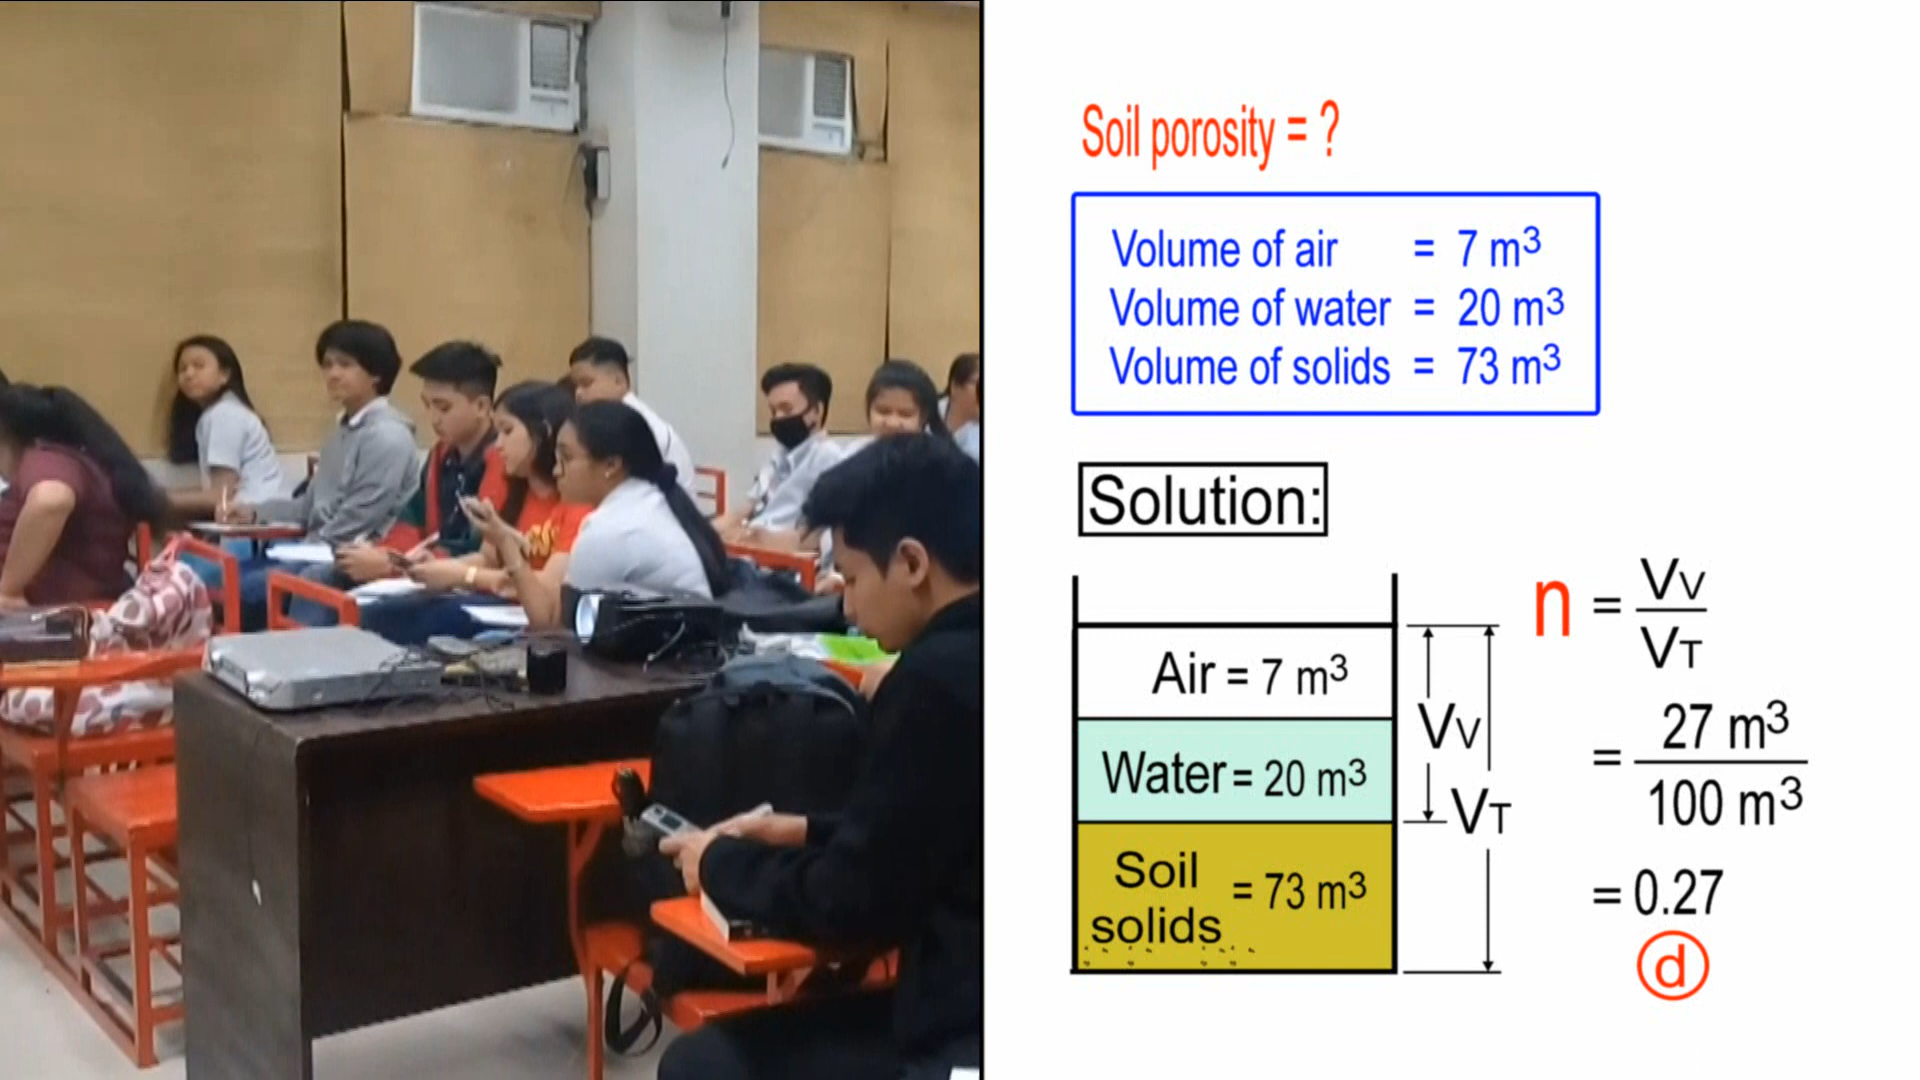 Soil porosity = ?
Volume of air = 7 m³
Volume of water = 20 m³
Volume of solids = 73 m³
Solution:
Air = 7 m³
Water = 20 m³
Soil solids = 73 m³
Vv
VT
n = Vv / VT
= 27 m³ / 100 m³
= 0.27
d